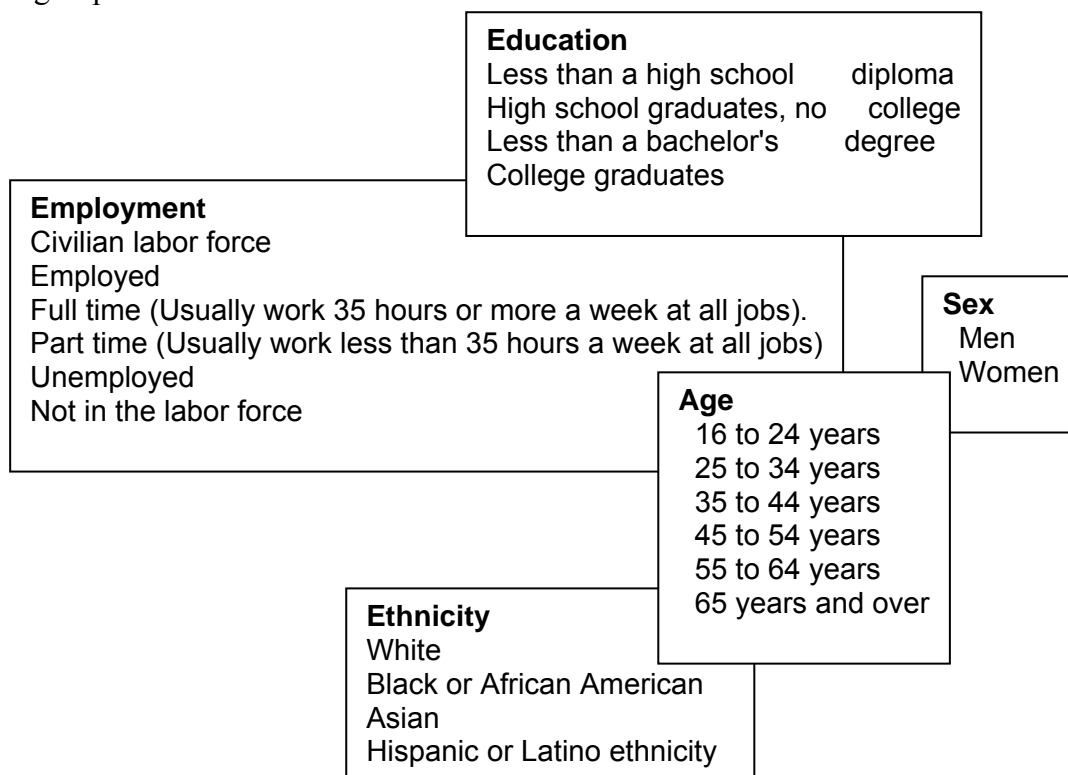 Education
Less than a high school diploma
High school graduates, no college
Less than a bachelor's degree
College graduates
Employment
Civilian labor force
Employed
Full time (Usually work 35 hours or more a week at all jobs).
Part time (Usually work less than 35 hours a week at all jobs)
Unemployed
Not in the labor force
Sex
Men
Women
Age
16 to 24 years
25 to 34 years
35 to 44 years
45 to 54 years
55 to 64 years
65 years and over
Ethnicity
White
Black or African American
Asian
Hispanic or Latino ethnicity